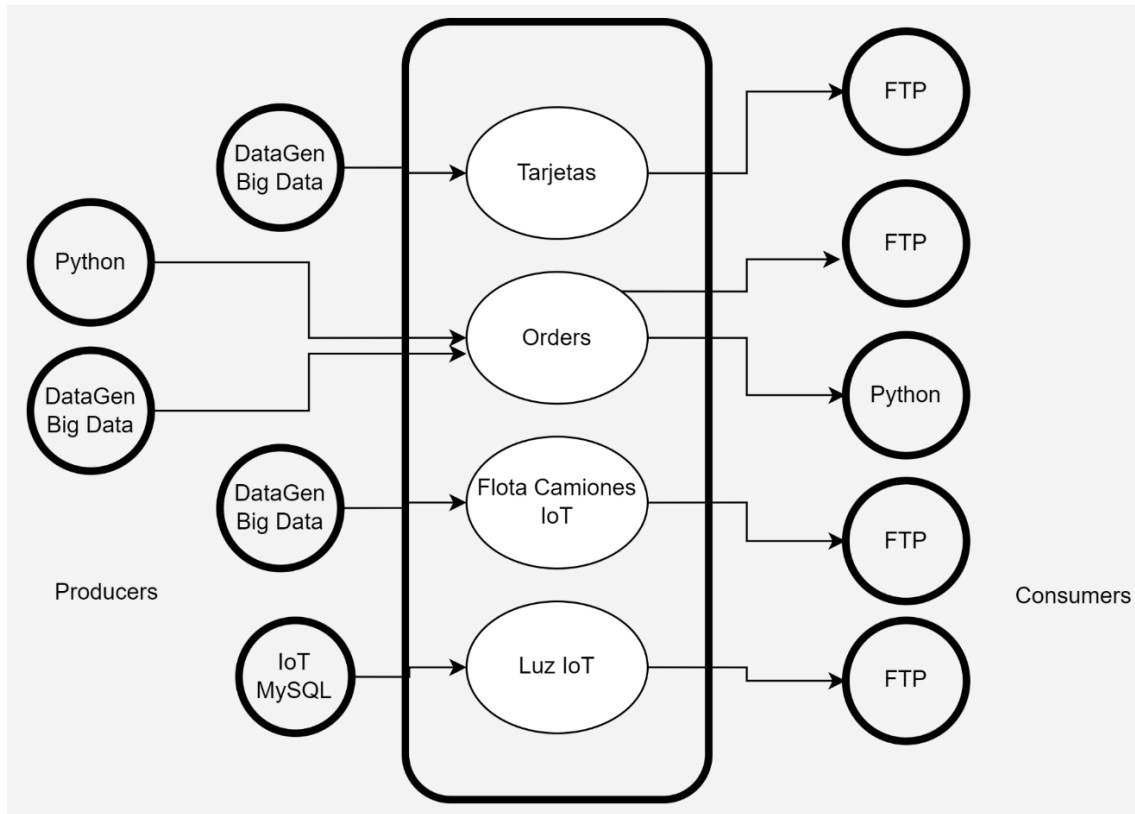 DataGen
Big Data
Python
DataGen
Big Data
DataGen
Big Data
Producers
IoT
MySQL
Tarjetas
Orders
Flota Camiones
IoT
Luz IoT
FTP
FTP
Python
FTP
Consumers
FTP